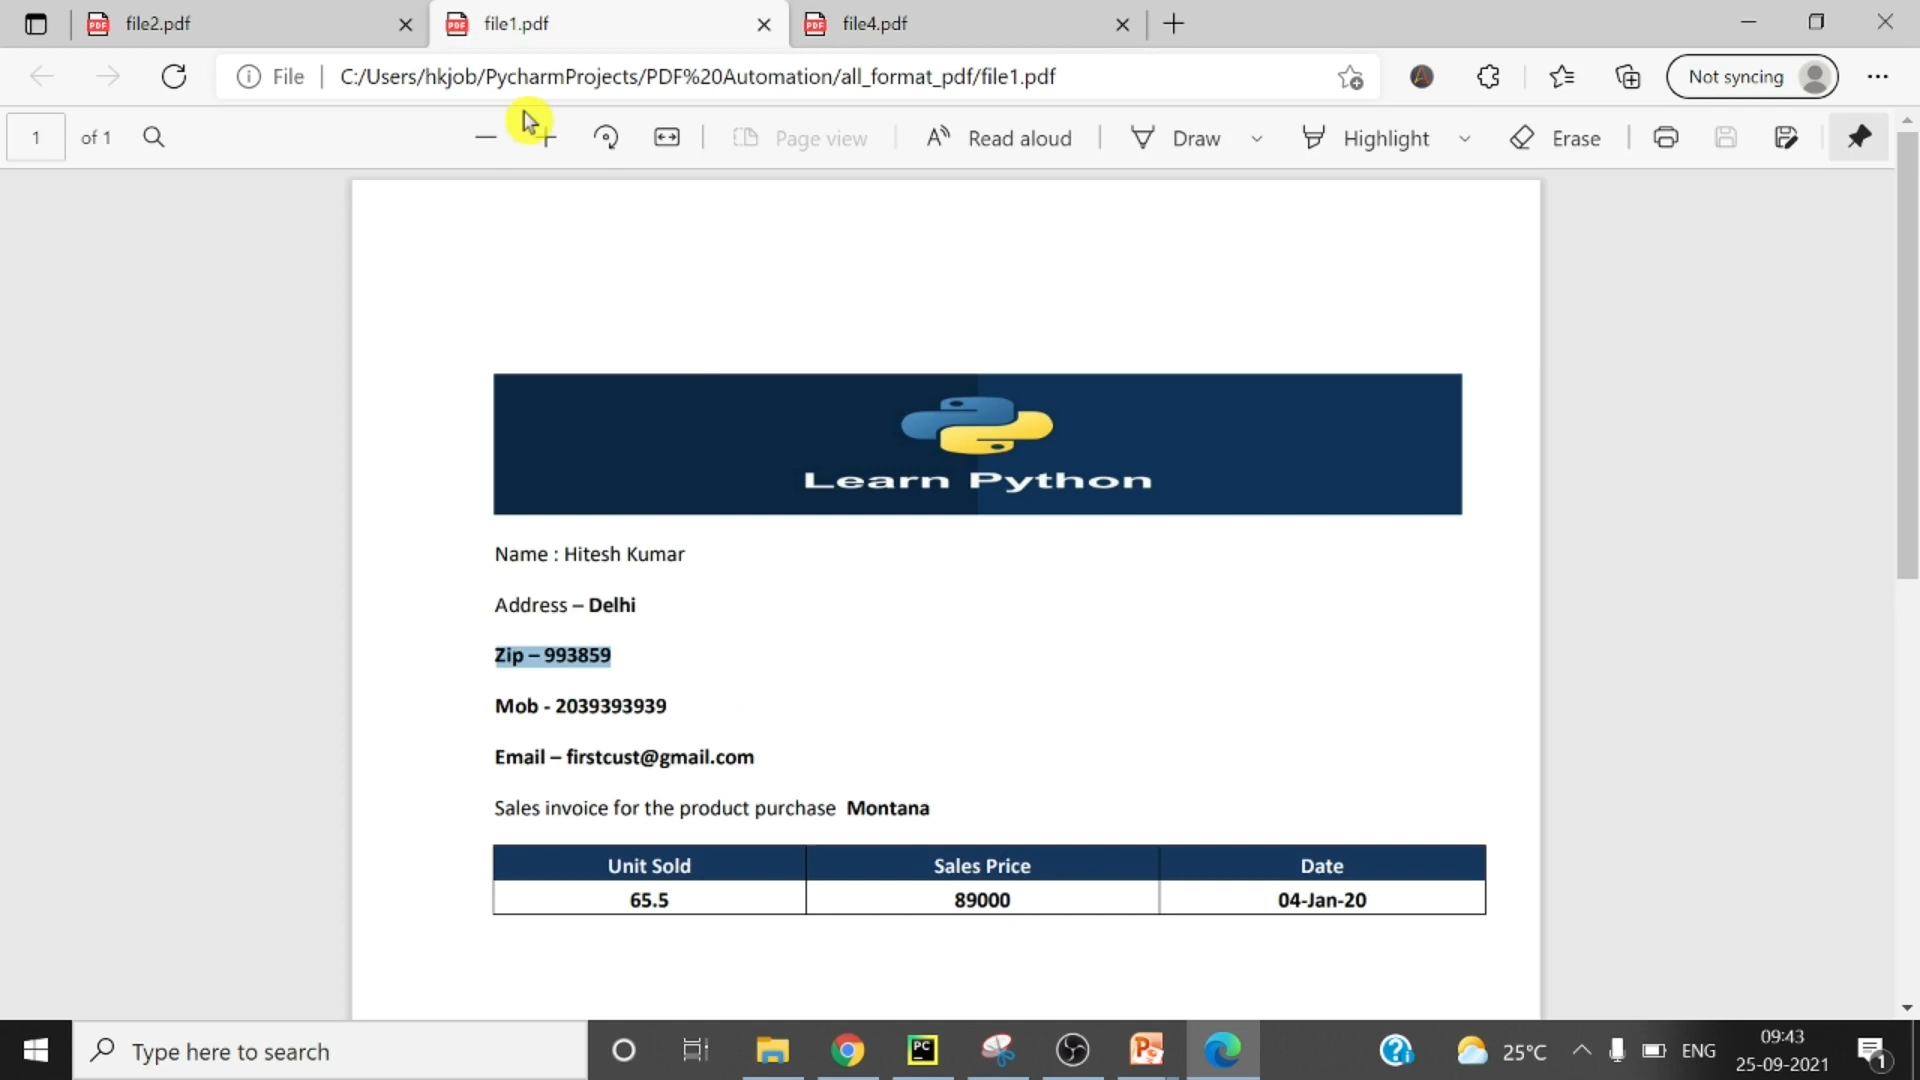 file2.pdf
file1.pdf
file4.pdf
File
C:/Users/hkjob/PycharmProjects/PDF%20Automation/all_format_pdf/file1.pdf
Not syncing
1 of 1
Page view
Read aloud
Draw
Highlight
Erase
Learn Python
Name : Hitesh Kumar
Address – Delhi
Zip – 993859
Mob - 2039393939
Email – firstcust@gmail.com
Sales invoice for the product purchase Montana
Unit Sold Sales Price Date
65.5 89000 04-Jan-20
Type here to search
PC
25°C
ENG
09:43
25-09-2021
1